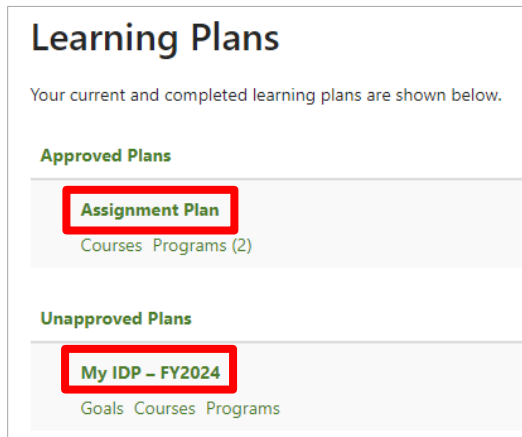 Learning Plans
Your current and completed learning plans are shown below.
Approved Plans
Assignment Plan
Courses Programs (2)
Unapproved Plans
My IDP – FY2024
Goals Courses Programs